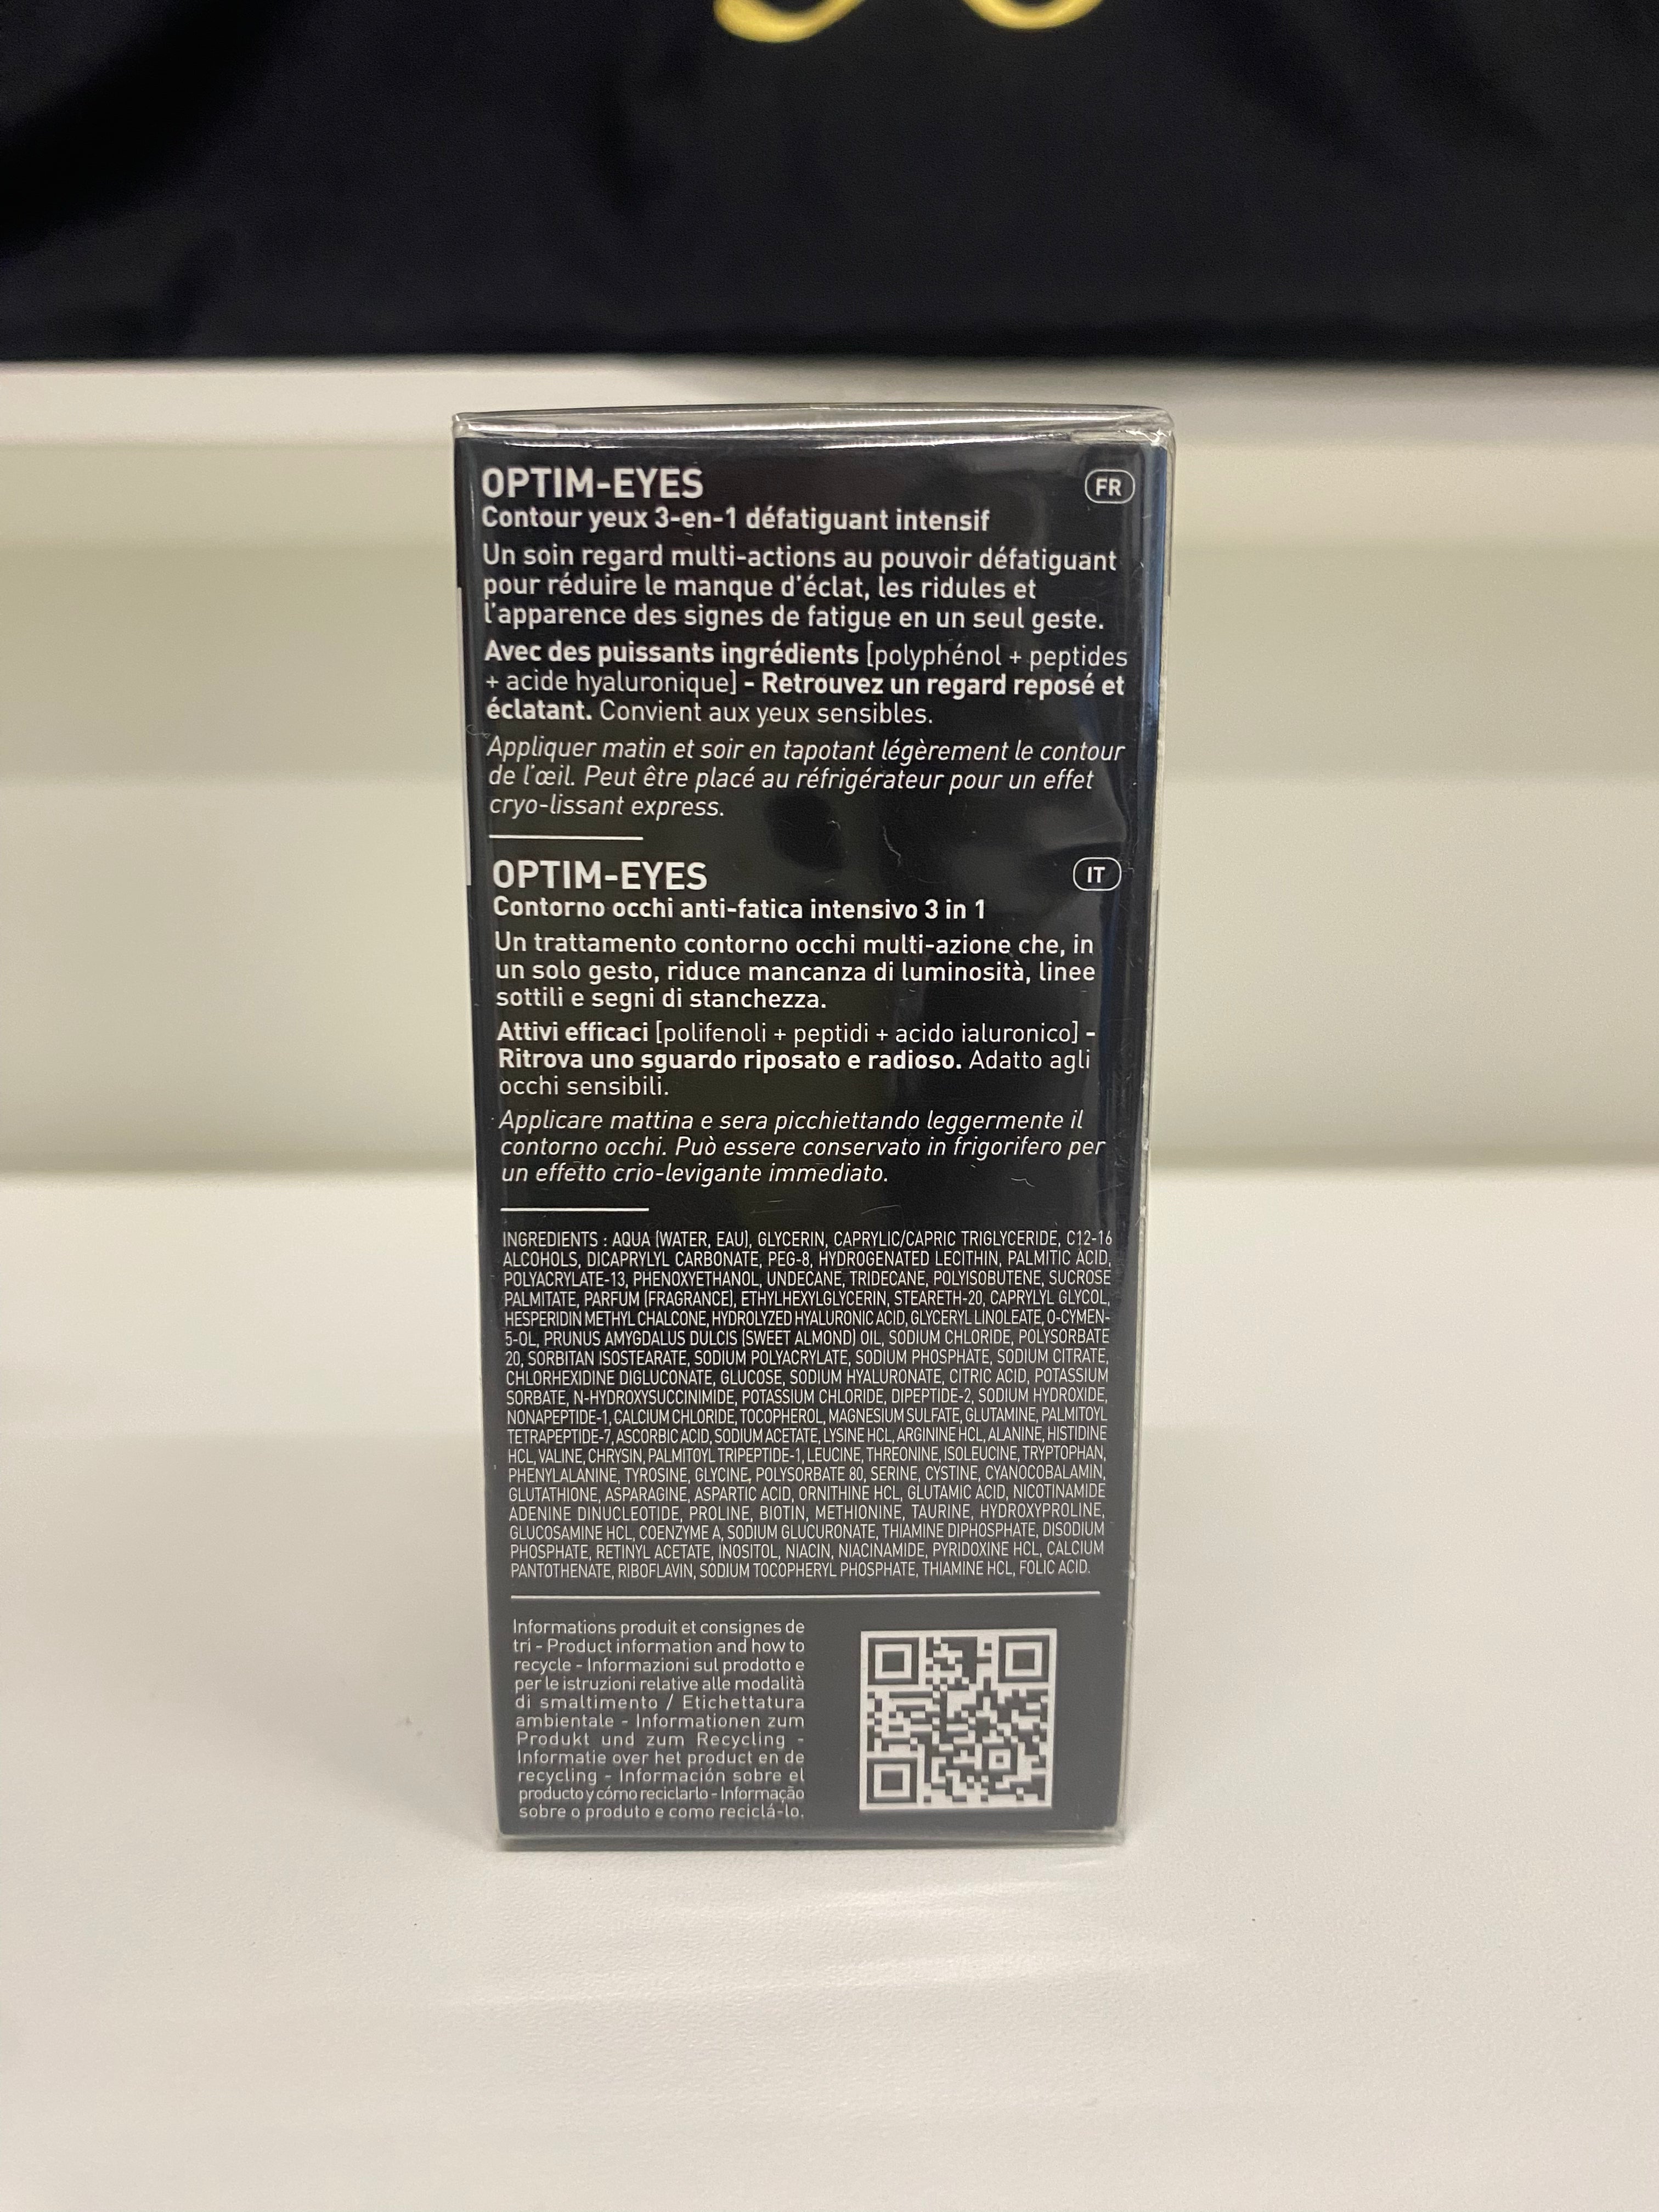 OPTIM-EYES
FR
Contour yeux 3-en-1 défatiguant intensif
Un soin regard multi-actions au pouvoir défatiguant
pour réduire le manque d'éclat, les ridules et
l'apparence des signes de fatigue en un seul geste.
Avec des puissants ingrédients [polyphénol + peptides
+ acide hyaluronique] - Retrouvez un regard reposé et
éclatant. Convient aux yeux sensibles.
Appliquer matin et soir en tapotant légèrement le contour
de l'œil. Peut être placé au réfrigérateur pour un effet
cryo-lissant express.
OPTIM-EYES
IT
Contorno occhi anti-fatica intensivo 3 in 1
Un trattamento contorno occhi multi-azione che, in
un solo gesto, riduce mancanza di luminosità, linee
sottili e segni di stanchezza.
Attivi efficaci [polifenoli + peptidi + acido ialuronico] -
Ritrova uno sguardo riposato e radioso. Adatto agli
occhi sensibili.
Applicare mattina e sera picchiettando leggermente il
contorno occhi. Può essere conservato in frigorifero per
un effetto crio-levigante immediato.
INGREDIENTS : AQUA (WATER, EAU), GLYCERIN, CAPRYLIC/CAPRIC TRIGLYCERIDE, C12-16
ALCOHOLS, DICAPRYLYL CARBONATE, PEG-8, HYDROGENATED LECITHIN, PALMITIC ACID,
POLYACRYLATE-13, PHENOXYETHANOL, UNDECANE, TRIDECANE, POLYISOBUTENE, SUCROSE
PALMITATE, PARFUM (FRAGRANCE), ETHYLHEXYLGLYCERIN, STEARETH-20, CAPRYLYL GLYCOL,
HESPERIDIN METHYL CHALCONE, HYDROLYZED HYALURONIC ACID, GLYCERYL LINOLEATE, O-CYMEN-
5-OL, PRUNUS AMYGDALUS DULCIS (SWEET ALMOND) OIL, SODIUM CHLORIDE, POLYSORBATE
20, SORBITAN ISOSTEARATE, SODIUM POLYACRYLATE, SODIUM PHOSPHATE, SODIUM CITRATE,
CHLORHEXIDINE DIGLUCONATE, GLUCOSE, SODIUM HYALURONATE, CITRIC ACID, POTASSIUM
SORBATE, N-HYDROXYSUCCINIMIDE, POTASSIUM CHLORIDE, DIPEPTIDE-2, SODIUM HYDROXIDE,
NONAPEPTIDE-1, CALCIUM CHLORIDE, TOCOPHEROL, MAGNESIUM SULFATE, GLUTAMINE, PALMITOYL
TETRAPEPTIDE-7, ASCORBIC ACID, SODIUM ACETATE, LYSINE HCL, ARGININE HCL, ALANINE, HISTIDINE
HCL, VALINE, CHRYSIN, PALMITOYL TRIPEPTIDE-1, LEUCINE, THREONINE, ISOLEUCINE, TRYPTOPHAN,
PHENYLALANINE, TYROSINE, GLYCINE, POLYSORBATE 80, SERINE, CYSTINE, CYANOCOBALAMIN,
GLUTATHIONE, ASPARAGINE, ASPARTIC ACID, ORNITHINE HCL, GLUTAMIC ACID, NICOTINAMIDE
ADENINE DINUCLEOTIDE, PROLINE, BIOTIN, METHIONINE, TAURINE, HYDROXYPROLINE,
GLUCOSAMINE HCL, COENZYME A, SODIUM GLUCURONATE, THIAMINE DIPHOSPHATE, DISODIUM
PHOSPHATE, RETINYL ACETATE, INOSITOL, NIACIN, NIACINAMIDE, PYRIDOXINE HCL, CALCIUM
PANTOTHENATE, RIBOFLAVIN, SODIUM TOCOPHERYL PHOSPHATE, THIAMINE HCL, FOLIC ACID.
Informations produit et consignes de
tri - Product information and how to
recycle - Informazioni sul prodotto e
per le istruzioni relative alle modalità
di smaltimento / Etichettatura
ambientale - Informationen zum
Produkt und zum Recycling -
Informatie over het product en de
recycling - Información sobre el
producto y cómo reciclarlo - Informação
sobre o produto e como reciclá-lo.